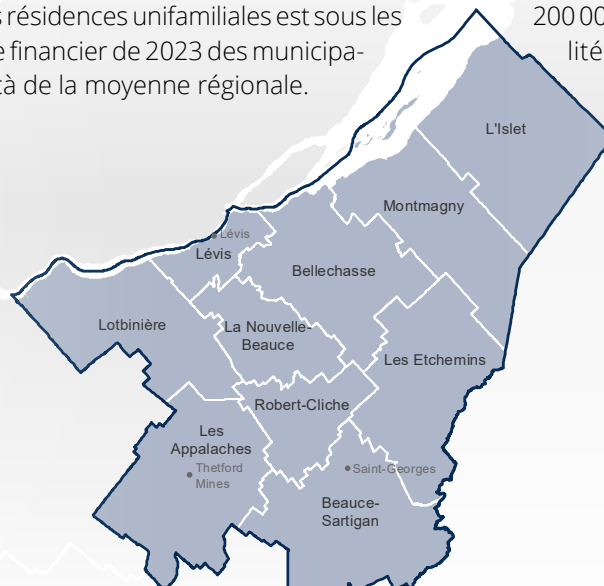 s résidences unifamiliales est sous les
e financier de 2023 des municipa-
tà de la moyenne régionale.
200 00
lité
L'Islet
Montmagny
Lévis
Lévis
Bellechasse
Lotbinière
La Nouvelle-
Beauce
Les Etchemins
Robert-Cliche
Les
Appalaches
Thetford
Mines
Saint-Georges
Beauce-
Sartigan